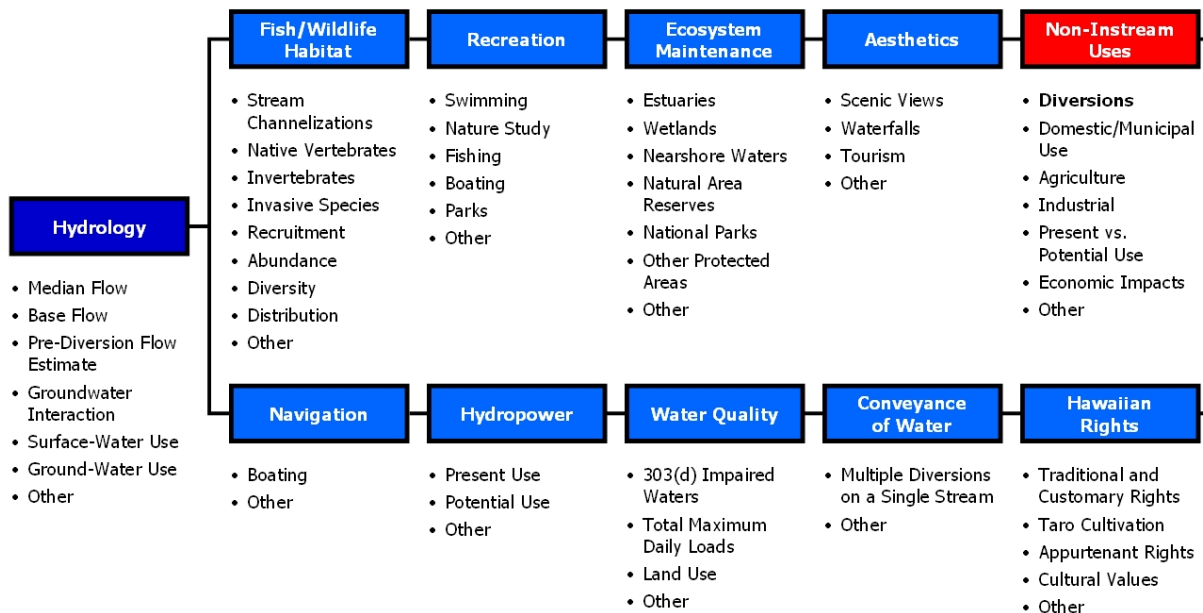 Fish/Wildlife
Habitat
• Stream
Channelizations
• Native Vertebrates
• Invertebrates
• Invasive Species
• Recruitment
• Abundance
• Diversity
• Distribution
• Other
Recreation
• Swimming
• Nature Study
• Fishing
• Boating
• Parks
• Other
Ecosystem
Maintenance
• Estuaries
• Wetlands
• Nearshore Waters
• Natural Area
Reserves
• National Parks
• Other Protected
Areas
• Other
Aesthetics
• Scenic Views
• Waterfalls
• Tourism
• Other
Non-Instream
Uses
• Diversions
• Domestic/Municipal
Use
• Agriculture
• Industrial
• Present vs.
Potential Use
• Economic Impacts
• Other
Hydrology
• Median Flow
• Base Flow
• Pre-Diversion Flow
Estimate
• Groundwater
Interaction
• Surface-Water Use
• Ground-Water Use
• Other
Navigation
• Boating
• Other
Hydropower
• Present Use
• Potential Use
• Other
Water Quality
• 303(d) Impaired
Waters
• Total Maximum
Daily Loads
• Land Use
• Other
Conveyance
of Water
• Multiple Diversions
on a Single Stream
• Other
Hawaiian
Rights
• Traditional and
Customary Rights
• Taro Cultivation
• Appurtenant Rights
• Cultural Values
• Other